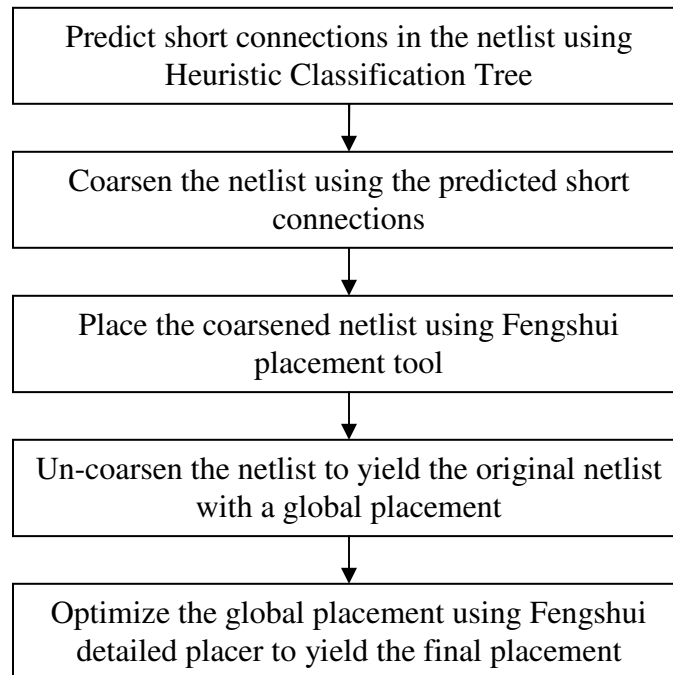 Predict short connections in the netlist using
Heuristic Classification Tree
Coarsen the netlist using the predicted short
connections
Place the coarsened netlist using Fengshui
placement tool
Un-coarsen the netlist to yield the original netlist
with a global placement
Optimize the global placement using Fengshui
detailed placer to yield the final placement